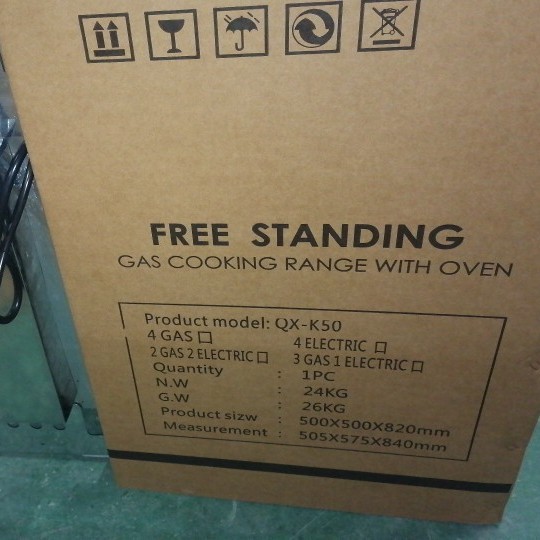 FREE STANDING
GAS COOKING RANGE WITH OVEN
Product model: QX-K50
4 GAS □ 4 ELECTRIC □
2 GAS 2 ELECTRIC □ 3 GAS 1 ELECTRIC □
Quantity : 1PC
N.W : 24KG
G.W : 26KG
Product sizw : 500X500X820mm
Measurement : 505X575X840mm